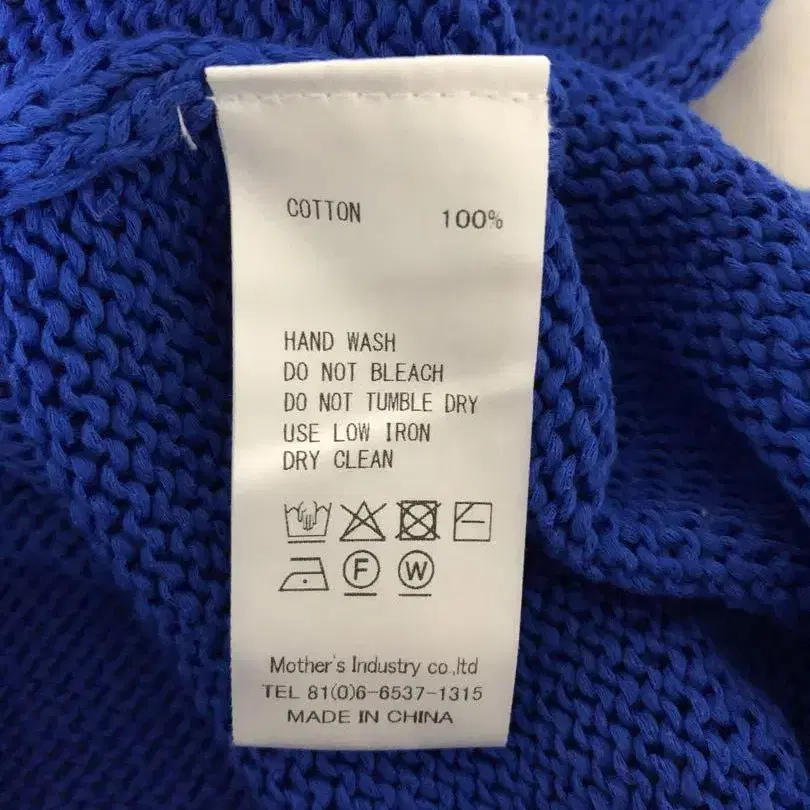 COTTON 100%
HAND WASH
DO NOT BLEACH
DO NOT TUMBLE DRY
USE LOW IRON
DRY CLEAN
F W
Mother's Industry co.,ltd
TEL 81(0)6-6537-1315
MADE IN CHINA